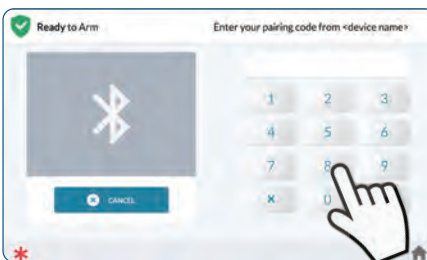 Ready to Arm
Enter your pairing code from <device name>
1 2 3
4 5 6
7 8 9
CANCEL
× 0